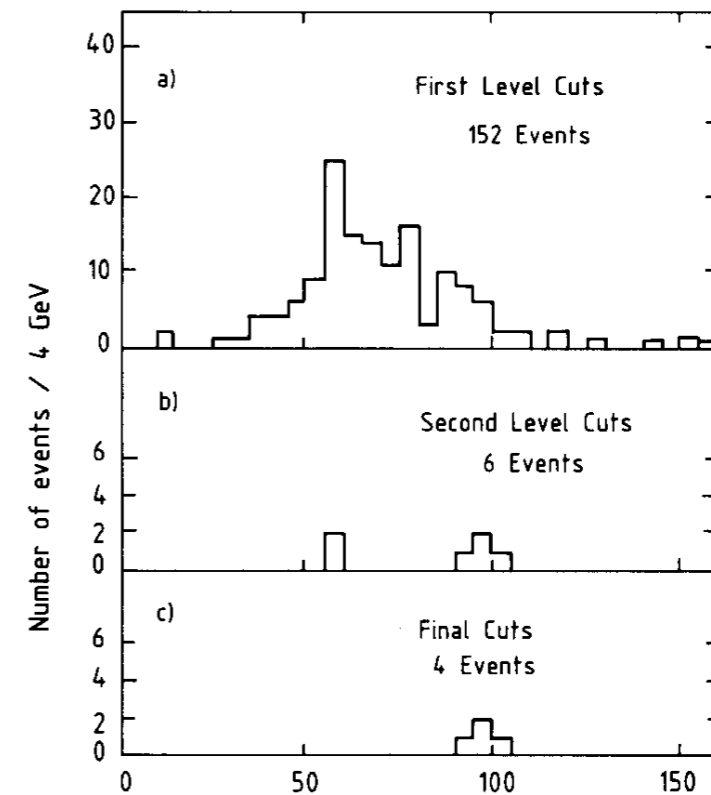 Number of events / 4 GeV
40
30
20
10
0
a)
First Level Cuts
152 Events
6
4
2
0
b)
Second Level Cuts
6 Events
6
4
2
0
c)
Final Cuts
4 Events
0 50 100 150